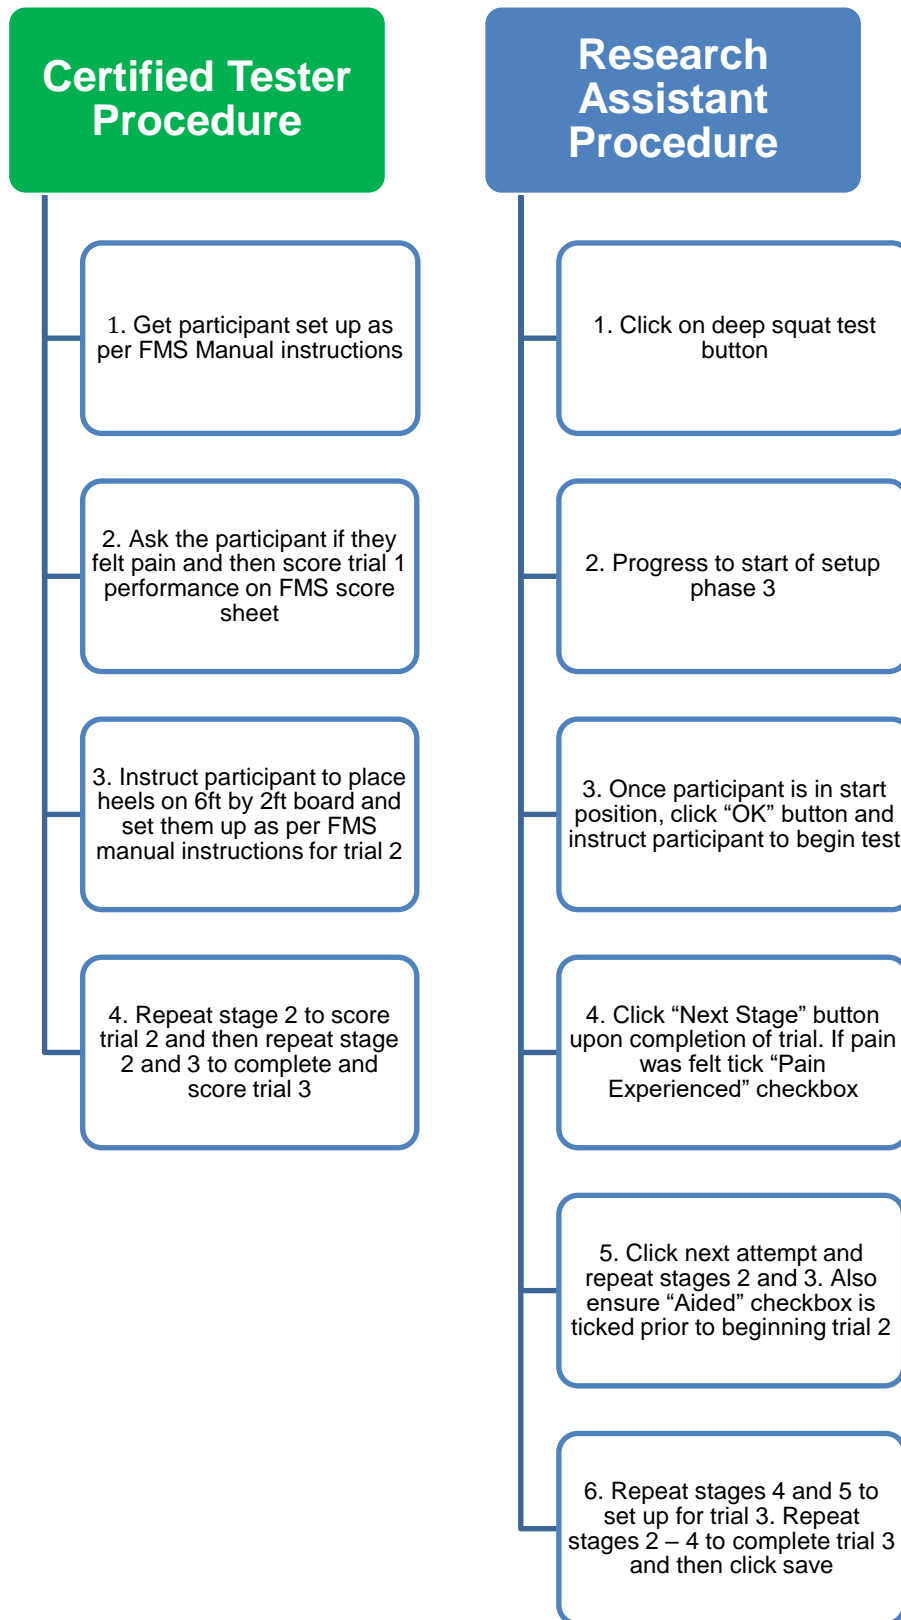 Certified Tester
Procedure
1. Get participant set up as
per FMS Manual instructions
2. Ask the participant if they
felt pain and then score trial 1
performance on FMS score
sheet
3. Instruct participant to place
heels on 6ft by 2ft board and
set them up as per FMS
manual instructions for trial 2
4. Repeat stage 2 to score
trial 2 and then repeat stage
2 and 3 to complete and
score trial 3
Research
Assistant
Procedure
1. Click on deep squat test
button
2. Progress to start of setup
phase 3
3. Once participant is in start
position, click “OK” button and
instruct participant to begin test
4. Click “Next Stage” button
upon completion of trial. If pain
was felt tick “Pain
Experienced” checkbox
5. Click next attempt and
repeat stages 2 and 3. Also
ensure “Aided” checkbox is
ticked prior to beginning trial 2
6. Repeat stages 4 and 5 to
set up for trial 3. Repeat
stages 2 – 4 to complete trial 3
and then click save